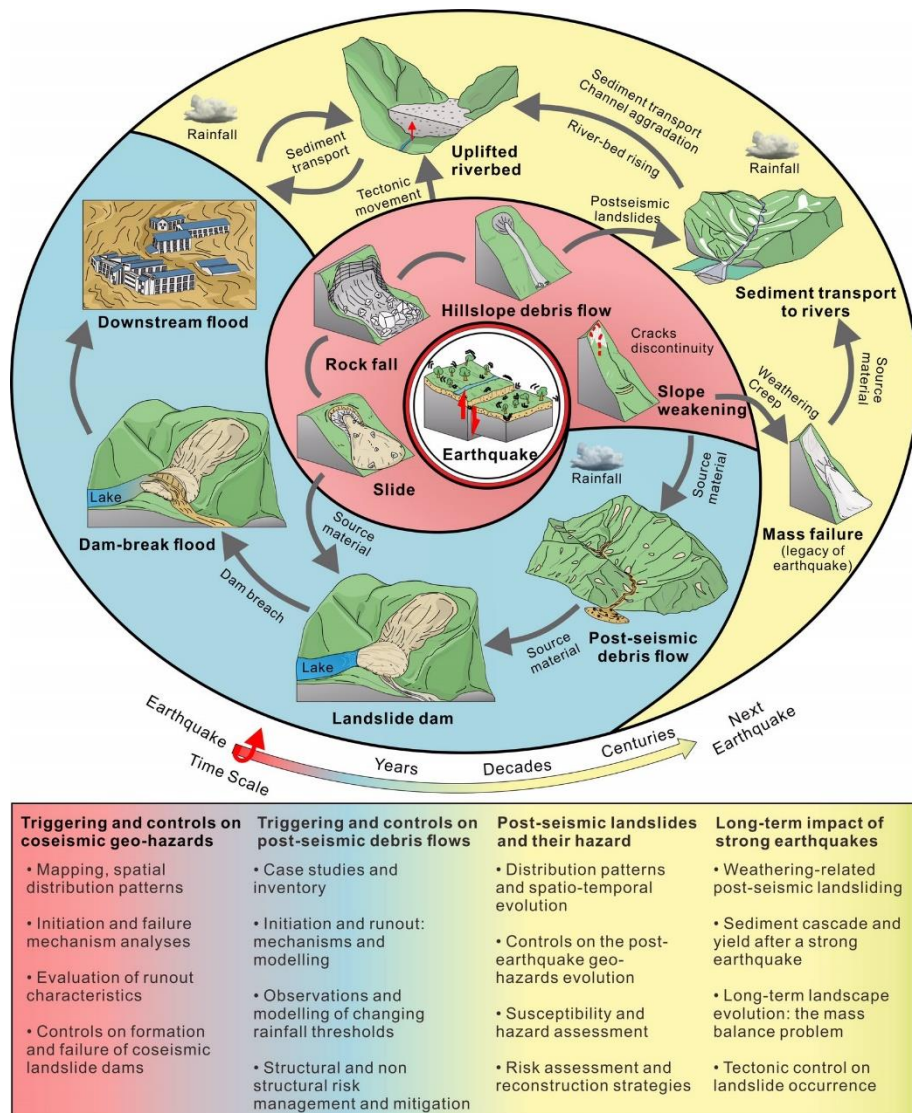 Rainfall
Sediment
transport
Uplifted
riverbed
Tectonic
movement
Sediment transport
Channel aggradation
River-bed rising
Rainfall
Postseismic
landslides
Sediment transport
to rivers
Downstream flood
Hillslope debris flow
Rock fall
Cracks
discontinuity
Slope
weakening
Weathering
Creep
Source
material
Earthquake
Slide
Rainfall
Source
material
Mass failure
(legacy of
earthquake)
Lake
Dam-break flood
Source
material
Dam breach
Post-seismic
debris flow
Source
material
Lake
Landslide dam
Earthquake
Time Scale
Years
Decades
Centuries
Next
Earthquake
Triggering and controls on
coseismic geo-hazards
• Mapping, spatial
distribution patterns
• Initiation and failure
mechanism analyses
• Evaluation of runout
characteristics
• Controls on formation
and failure of coseismic
landslide dams
Triggering and controls on
post-seismic debris flows
• Case studies and
inventory
• Initiation and runout:
mechanisms and
modelling
• Observations and
modelling of changing
rainfall thresholds
• Structural and non
structural risk
management and mitigation
Post-seismic landslides
and their hazard
• Distribution patterns
and spatio-temporal
evolution
• Controls on the post-
earthquake geo-
hazards evolution
• Susceptibility and
hazard assessment
• Risk assessment and
reconstruction strategies
Long-term impact of
strong earthquakes
• Weathering-related
post-seismic landsliding
• Sediment cascade and
yield after a strong
earthquake
• Long-term landscape
evolution: the mass
balance problem
• Tectonic control on
landslide occurrence